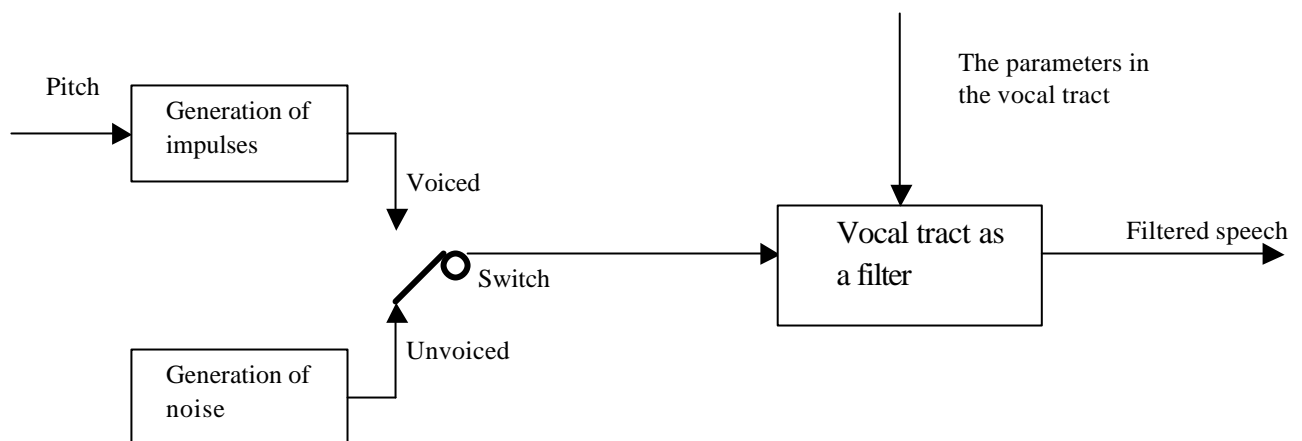 Pitch
Generation of
impulses
Voiced
The parameters in
the vocal tract
Switch
Vocal tract as
a filter
Filtered speech
Unvoiced
Generation of
noise